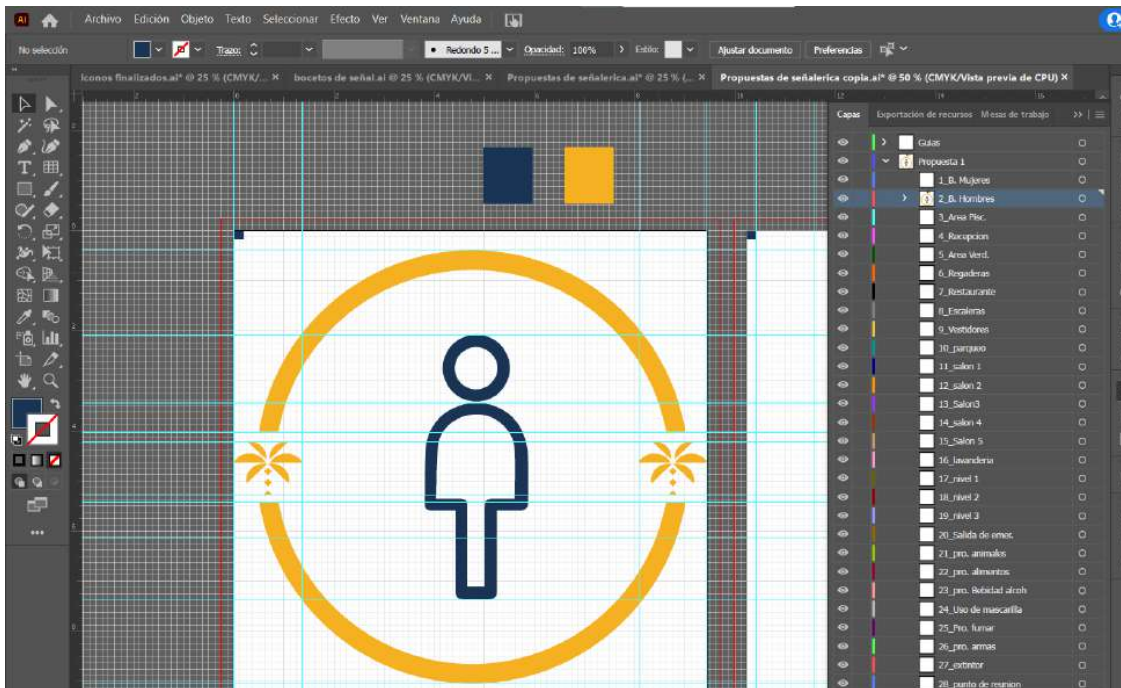 Ai Archivo Edición Objeto Texto Seleccionar Efecto Ver Ventana Ayuda
No selección Trazo: Redondo 5 ... Opacidad: 100% Estilo: Ajustar documento Preferencias
Iconos finalizados.ai* @ 25 % (CMYK/... × bocetos de señal.ai @ 25 % (CMYK/Vi... × Propuestas de señalerica.ai* @ 25 % (... × Propuestas de señalerica copia.ai* @ 50 % (CMYK/Vista previa de CPU) ×
Capas Exportación de recursos Mesas de trabajo
Guias
Propuesta 1
1_B. Mujeres
2_B. Hombres
3_Area Pisc.
4_Recepcion
5_Area Verd.
6_Regaderas
7_Restaurante
8_Escaleras
9_Vestidores
10_parqueo
11_salon 1
12_salon 2
13_Salon3
14_salon 4
15_Salon 5
16_lavanderia
17_nivel 1
18_nivel 2
19_nivel 3
20_Salida de emer.
21_pro. animales
22_pro. alimentos
23_pro. Bebidad alcoh
24_Uso de mascarilla
25_Pro. fumar
26_pro. armas
27_extintor
28_punto de reunion